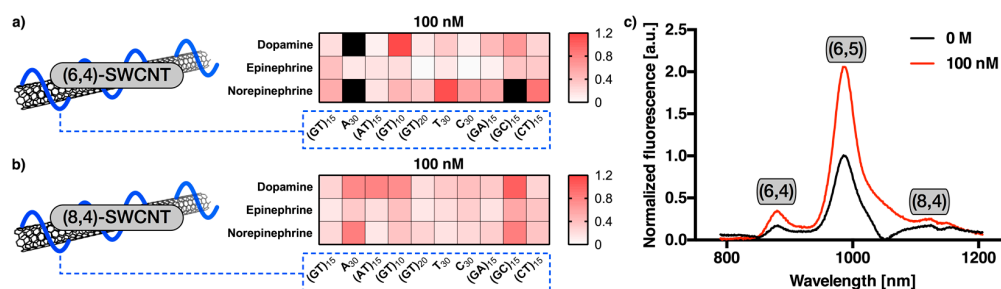 a)
(6,4)-SWCNT
100 nM
Dopamine
Epinephrine
Norepinephrine
1.2
0.8
0.4
0
(GT)15 A30 (AT)15 (GT)10 (GT)20 T30 C30 (GA)15 (GC)15 (CT)15
b)
(8,4)-SWCNT
100 nM
Dopamine
Epinephrine
Norepinephrine
1.2
0.8
0.4
0
(GT)15 A30 (AT)15 (GT)10 (GT)20 T30 C30 (GA)15 (GC)15 (CT)15
c)
Normalized fluorescence [a.u.]
2.5
2.0
1.5
1.0
0.5
0.0
(6,4)
(6,5)
(8,4)
0 M
100 nM
800 1000 1200
Wavelength [nm]